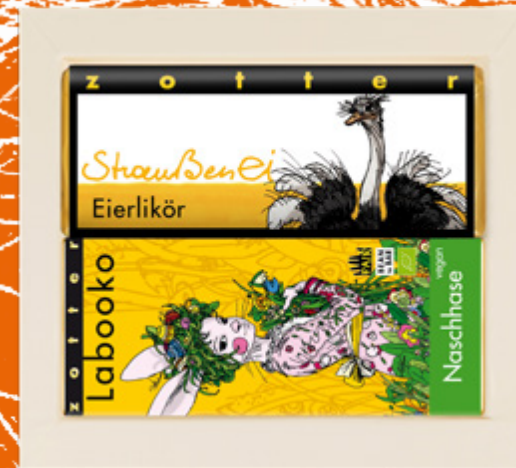 zotter
Straußenei
Eierlikör
zotter
Labooko
vegan
Naschhase